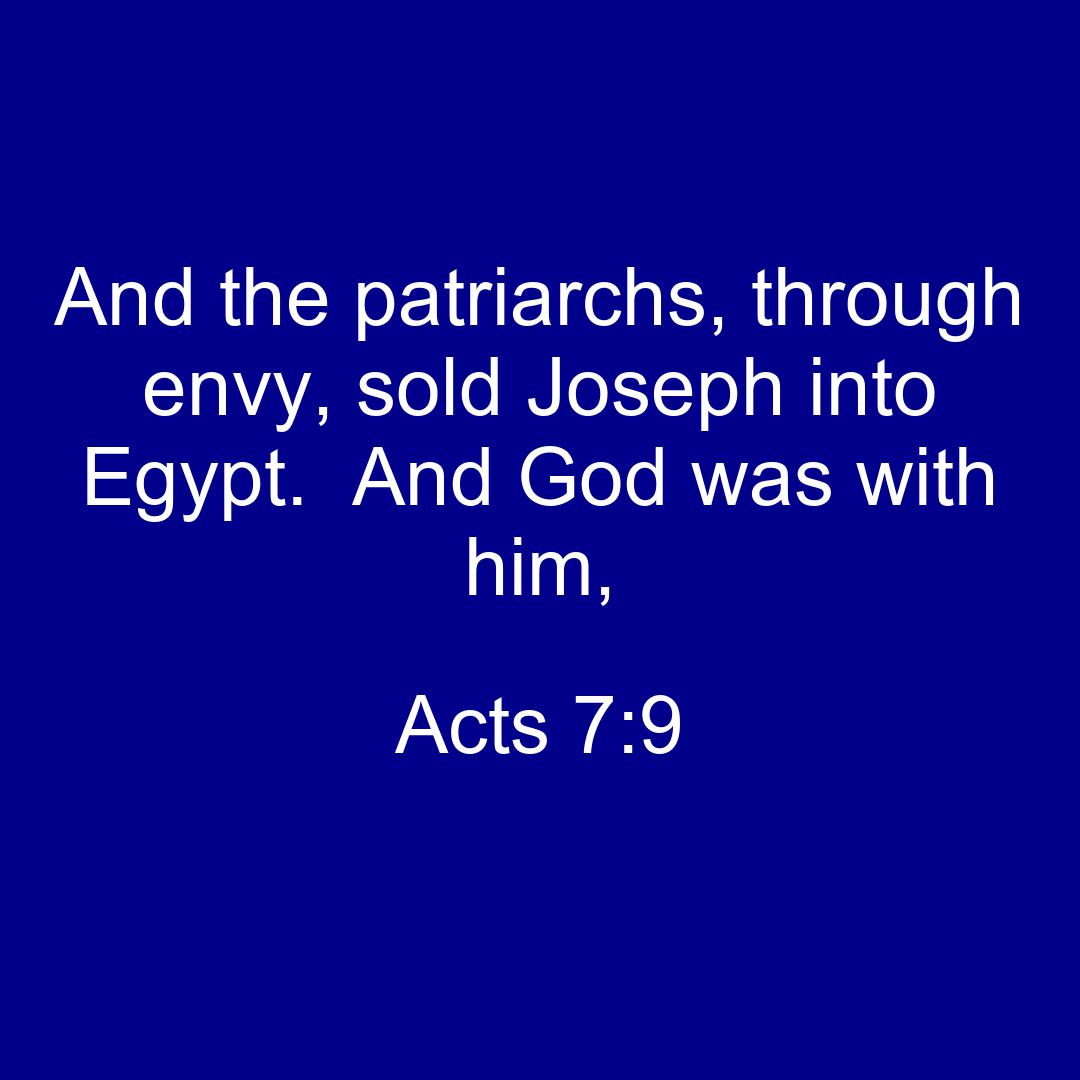 And the patriarchs, through
envy, sold Joseph into
Egypt.  And God was with
him,
Acts 7:9